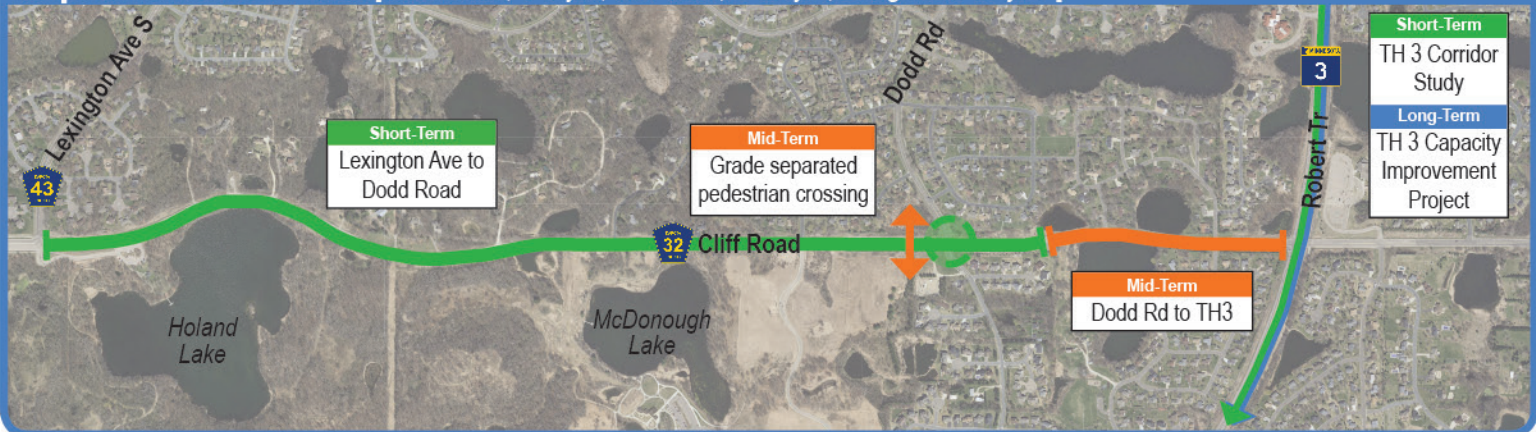 Lexington Ave S
43
Short-Term
Lexington Ave to
Dodd Road
Mid-Term
Grade separated
pedestrian crossing
Dodd Rd
32
Cliff Road
Mid-Term
Dodd Rd to TH3
MINNESOTA
3
Robert Tr
Short-Term
TH 3 Corridor
Study
Long-Term
TH 3 Capacity
Improvement
Project
Holand
Lake
McDonough
Lake